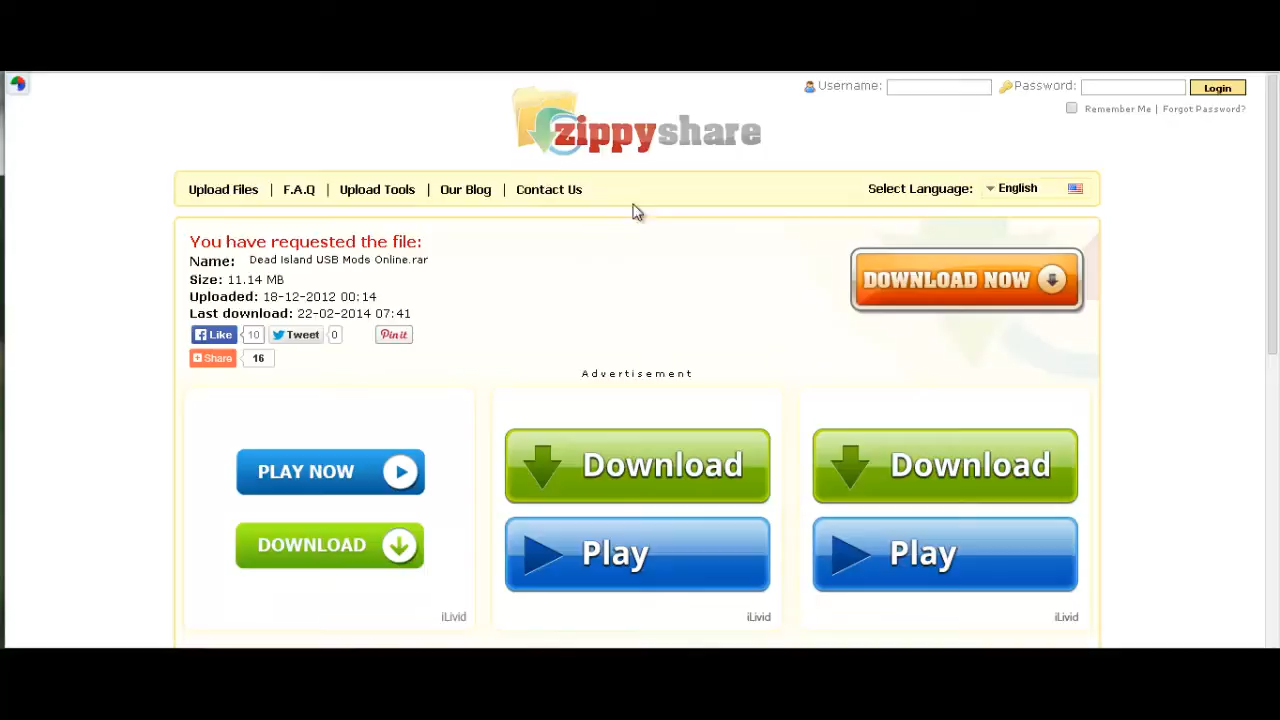 Username:
Password:
Login
Remember Me | Forgot Password?
zippyshare
Upload Files | F.A.Q | Upload Tools | Our Blog | Contact Us
Select Language: English
You have requested the file:
Name: Dead Island USB Mods Online.rar
Size: 11.14 MB
Uploaded: 18-12-2012 00:14
Last download: 22-02-2014 07:41
Like 10 Tweet 0 Pin it
Share 16
DOWNLOAD NOW
Advertisement
PLAY NOW
DOWNLOAD
iLivid
Download
Play
iLivid
Download
Play
iLivid